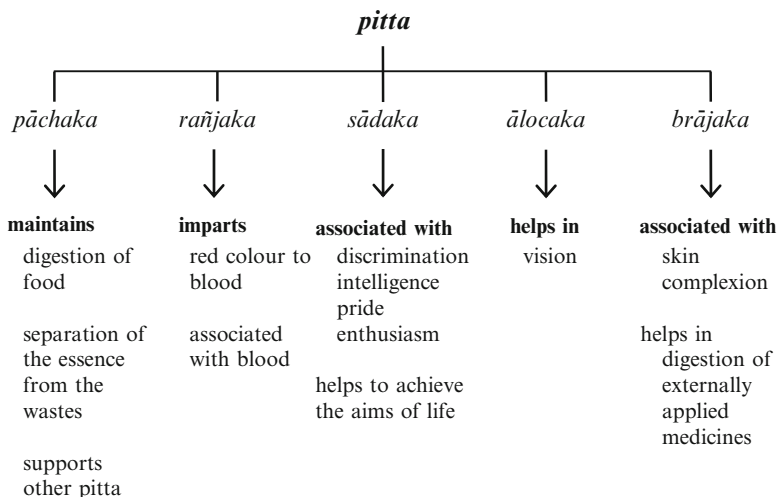 pitta
pāchaka
rañjaka
sādaka
ālocaka
brājaka
maintains
digestion of
food
separation of
the essence
from the
wastes
supports
other pitta
imparts
red colour to
blood
associated
with blood
associated with
discrimination
intelligence
pride
enthusiasm
helps to achieve
the aims of life
helps in
vision
associated with
skin
complexion
helps in
digestion of
externally
applied
medicines